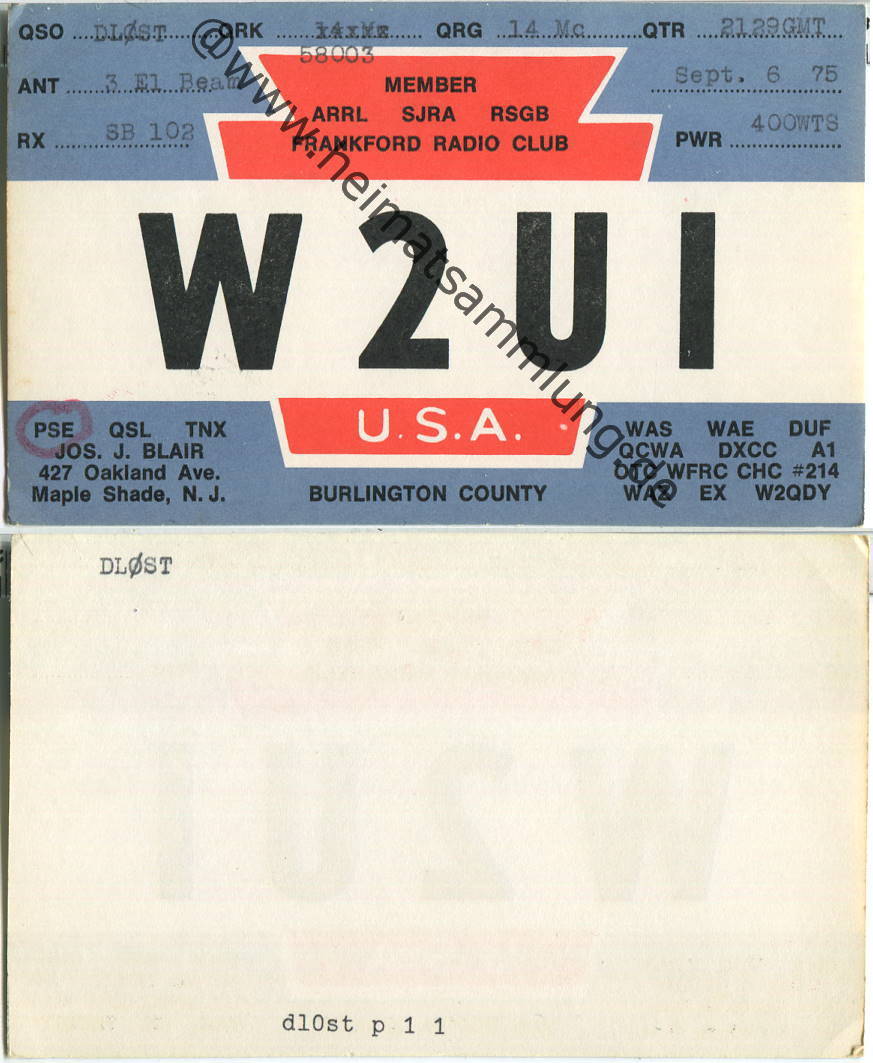 QSO DLØST QRK 14xMx QRG 14 Mc QTR 2129GMT
58003
ANT 3 El Beam MEMBER Sept. 6 75
ARRL SJRA RSGB
RX SB 102 FRANKFORD RADIO CLUB PWR 400WTS
@www.heimatsammlung.de
W2UI
U.S.A.
PSE QSL TNX
JOS. J. BLAIR
427 Oakland Ave.
Maple Shade, N. J.
BURLINGTON COUNTY
WAS WAE DUF
QCWA DXCC A1
OTC WFRC CHC #214
WAZ EX W2QDY
DLØST
dl0st p 1 1